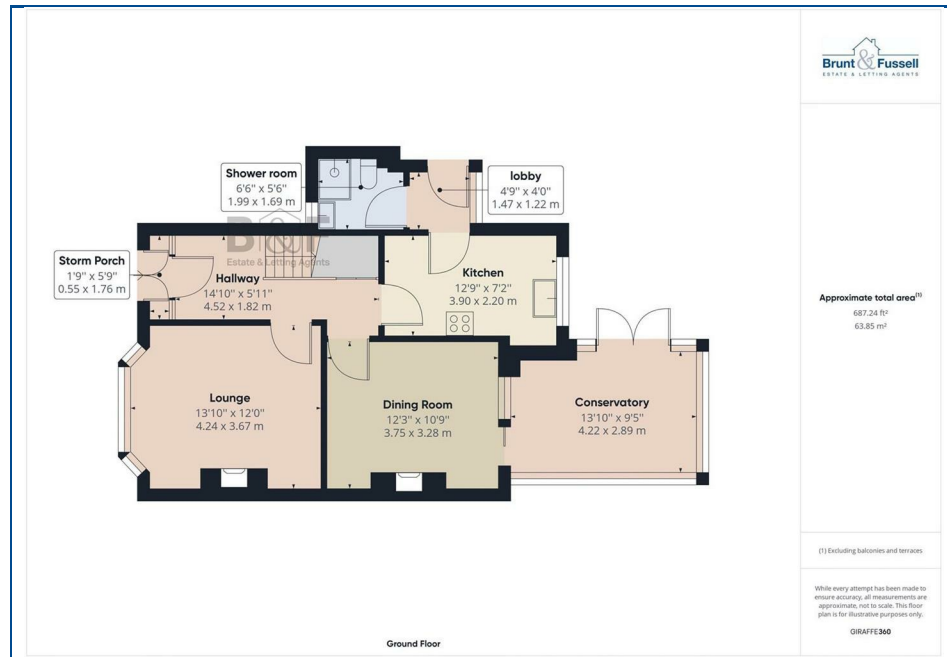 Brunt & Fussell
ESTATE & LETTING AGENTS
Shower room
6'6" x 5'6"
1.99 x 1.69 m
lobby
4'9" x 4'0"
1.47 x 1.22 m
B&F
Estate & Letting Agents
Storm Porch
1'9" x 5'9"
0.55 x 1.76 m
Hallway
14'10" x 5'11"
4.52 x 1.82 m
Kitchen
12'9" x 7'2"
3.90 x 2.20 m
Lounge
13'10" x 12'0"
4.24 x 3.67 m
Dining Room
12'3" x 10'9"
3.75 x 3.28 m
Conservatory
13'10" x 9'5"
4.22 x 2.89 m
Approximate total area(1)
687.24 ft²
63.85 m²
(1) Excluding balconies and terraces
While every attempt has been made to
ensure accuracy, all measurements are
approximate, not to scale. This floor
plan is for illustrative purposes only.
GIRAFFE360
Ground Floor